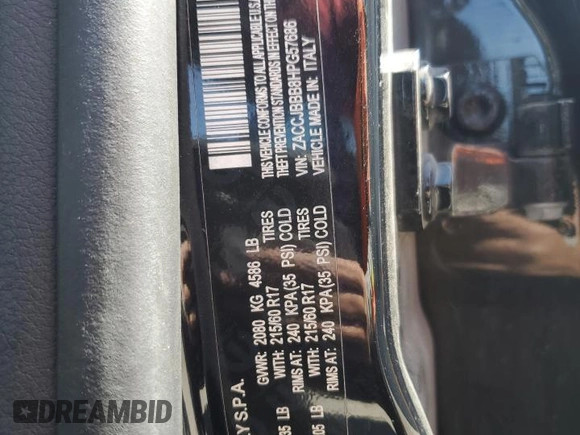 Y S.P.A.
GVWR: 2080 KG 4586 LB
35 LB WITH: 215/60 R17 TIRES
RIMS AT: 240 KPA(35 PSI) COLD
WITH: 215/60 R17 TIRES
05 LB RIMS AT: 240 KPA(35 PSI) COLD
THIS VEHICLE CONFORMS TO ALL APPLICABLE U.S.A.
THEFT PREVENTION STANDARDS IN EFFECT ON THE
VIN: ZACCJBBB8HPG57686
VEHICLE MADE IN: ITALY
DREAMBID